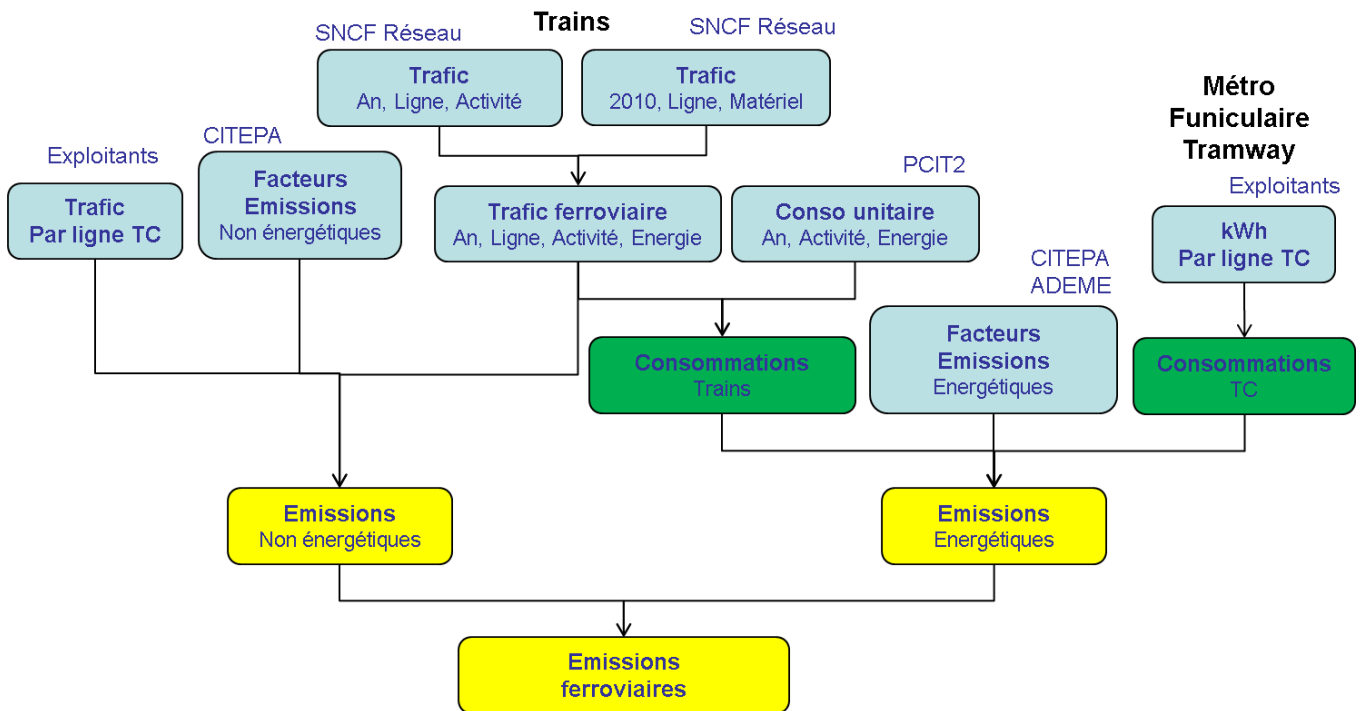 Trains
SNCF Réseau
SNCF Réseau
Trafic
An, Ligne, Activité
Trafic
2010, Ligne, Matériel
Métro
Funiculaire
Tramway
Exploitants
CITEPA
Exploitants
PCIT2
Trafic
Par ligne TC
Facteurs
Emissions
Non énergétiques
Trafic ferroviaire
An, Ligne, Activité, Energie
Conso unitaire
An, Activité, Energie
kWh
Par ligne TC
CITEPA
ADEME
Consommations
Trains
Facteurs
Emissions
Energétiques
Consommations
TC
Emissions
Non énergétiques
Emissions
Energétiques
Emissions
ferroviaires